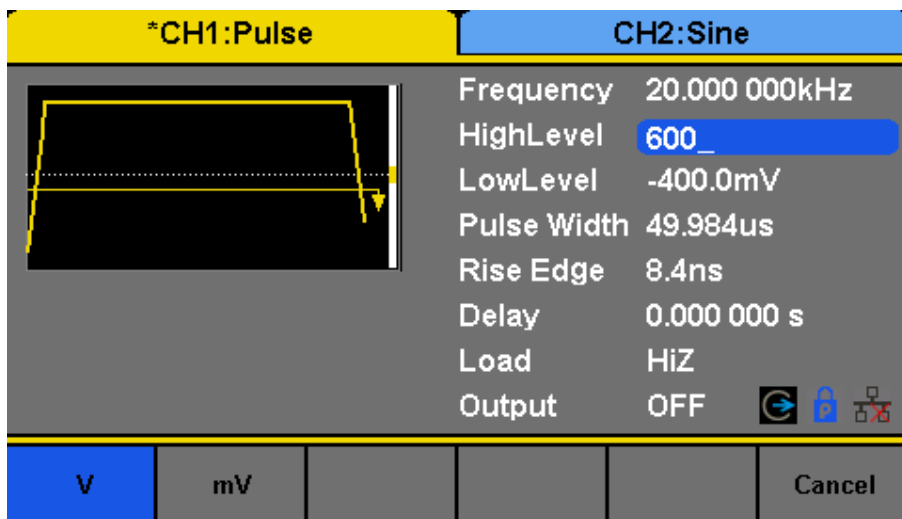 *CH1:Pulse
CH2:Sine
Frequency 20.000 000kHz
HighLevel 600_
LowLevel -400.0mV
Pulse Width 49.984us
Rise Edge 8.4ns
Delay 0.000 000 s
Load HiZ
Output OFF
P
V mV Cancel